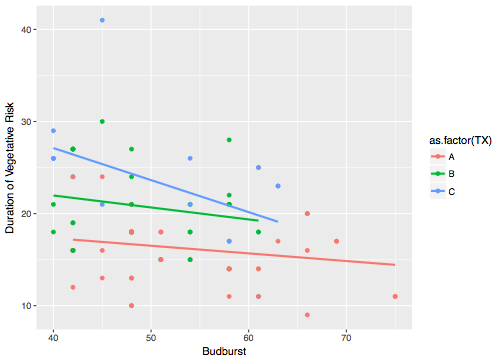 Duration of Vegetative Risk
40
30
20
10
40 50 60 70
Budburst
as.factor(TX)
A
B
C